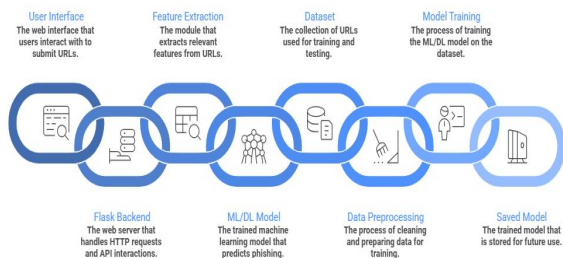 User Interface
The web interface that
users interact with to
submit URLs.
Feature Extraction
The module that
extracts relevant
features from URLs.
Dataset
The collection of URLs
used for training and
testing.
Model Training
The process of training
the ML/DL model on the
dataset.
Flask Backend
The web server that
handles HTTP requests
and API interactions.
ML/DL Model
The trained machine
learning model that
predicts phishing.
Data Preprocessing
The process of cleaning
and preparing data for
training.
Saved Model
The trained model that
is stored for future use.